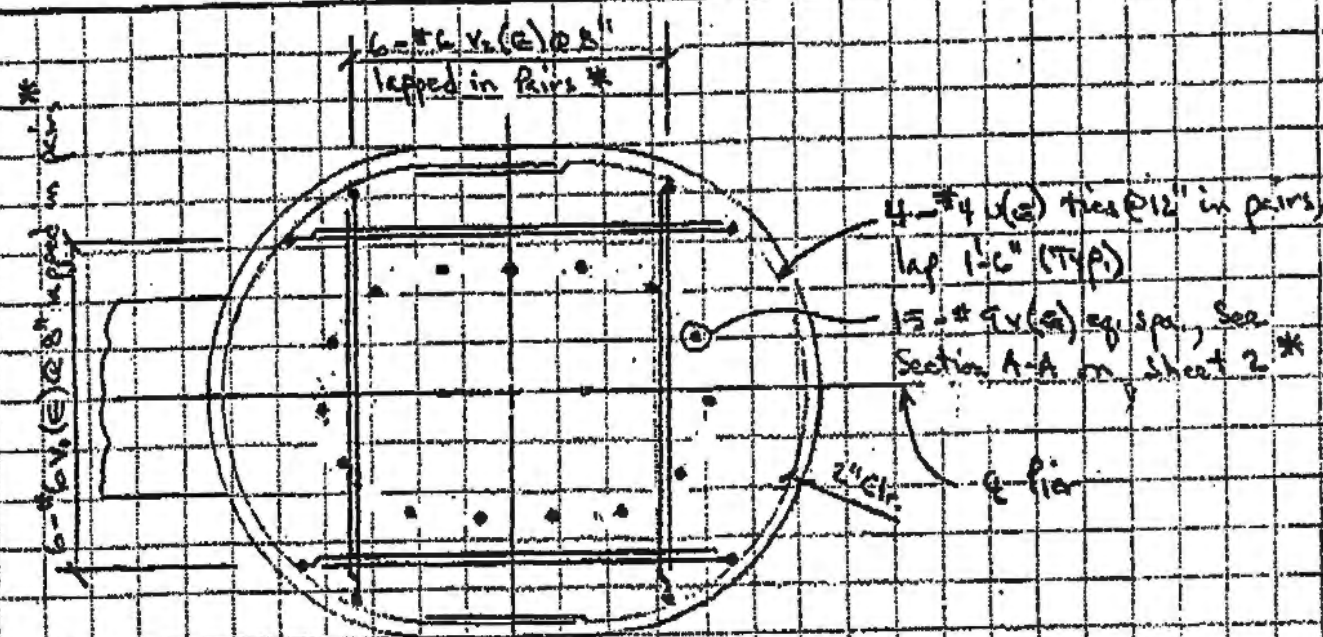 6-#6 v₂(E) @ 8"
lapped in Pairs *
6-#6 v₂(E) @ 8" lapped in pairs *
4-#4 u(E) ties @ 12" in pairs,
lap 1'-6" (Typ.)
15-#9 v(E) eq. spa., See
Section A-A on Sheet 2 *
2" Clr.
℄ Pier